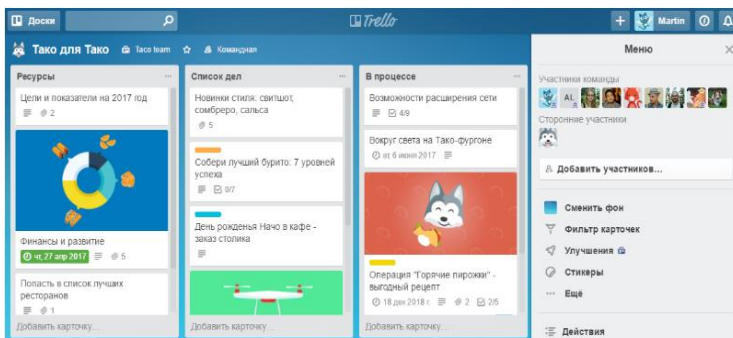 Доски
Trello
Martin
Тако для Тако
Taco team
Командная
Меню
Ресурсы
Цели и показатели на 2017 год
2
Финансы и развитие
чт, 27 апр 2017
5
Попасть в список лучших
ресторанов
1
Добавить карточку...
Список дел
Новинки стиля: свитшот,
сомбреро, сальса
5
Собери лучший бурито: 7 уровней
успеха
0/7
День рожденья Начо в кафе -
заказ столика
Добавить карточку...
В процессе
Возможности расширения сети
4/9
Вокруг света на Тако-фургоне
вт, 6 июня 2017
Операция "Горячие пирожки" -
выгодный рецепт
18 дек 2018 г.
2
2/5
Добавить карточку...
Участники команды
AL
Сторонние участники
Добавить участников...
Сменить фон
Фильтр карточек
Улучшения
Стикеры
Ещё
Действия